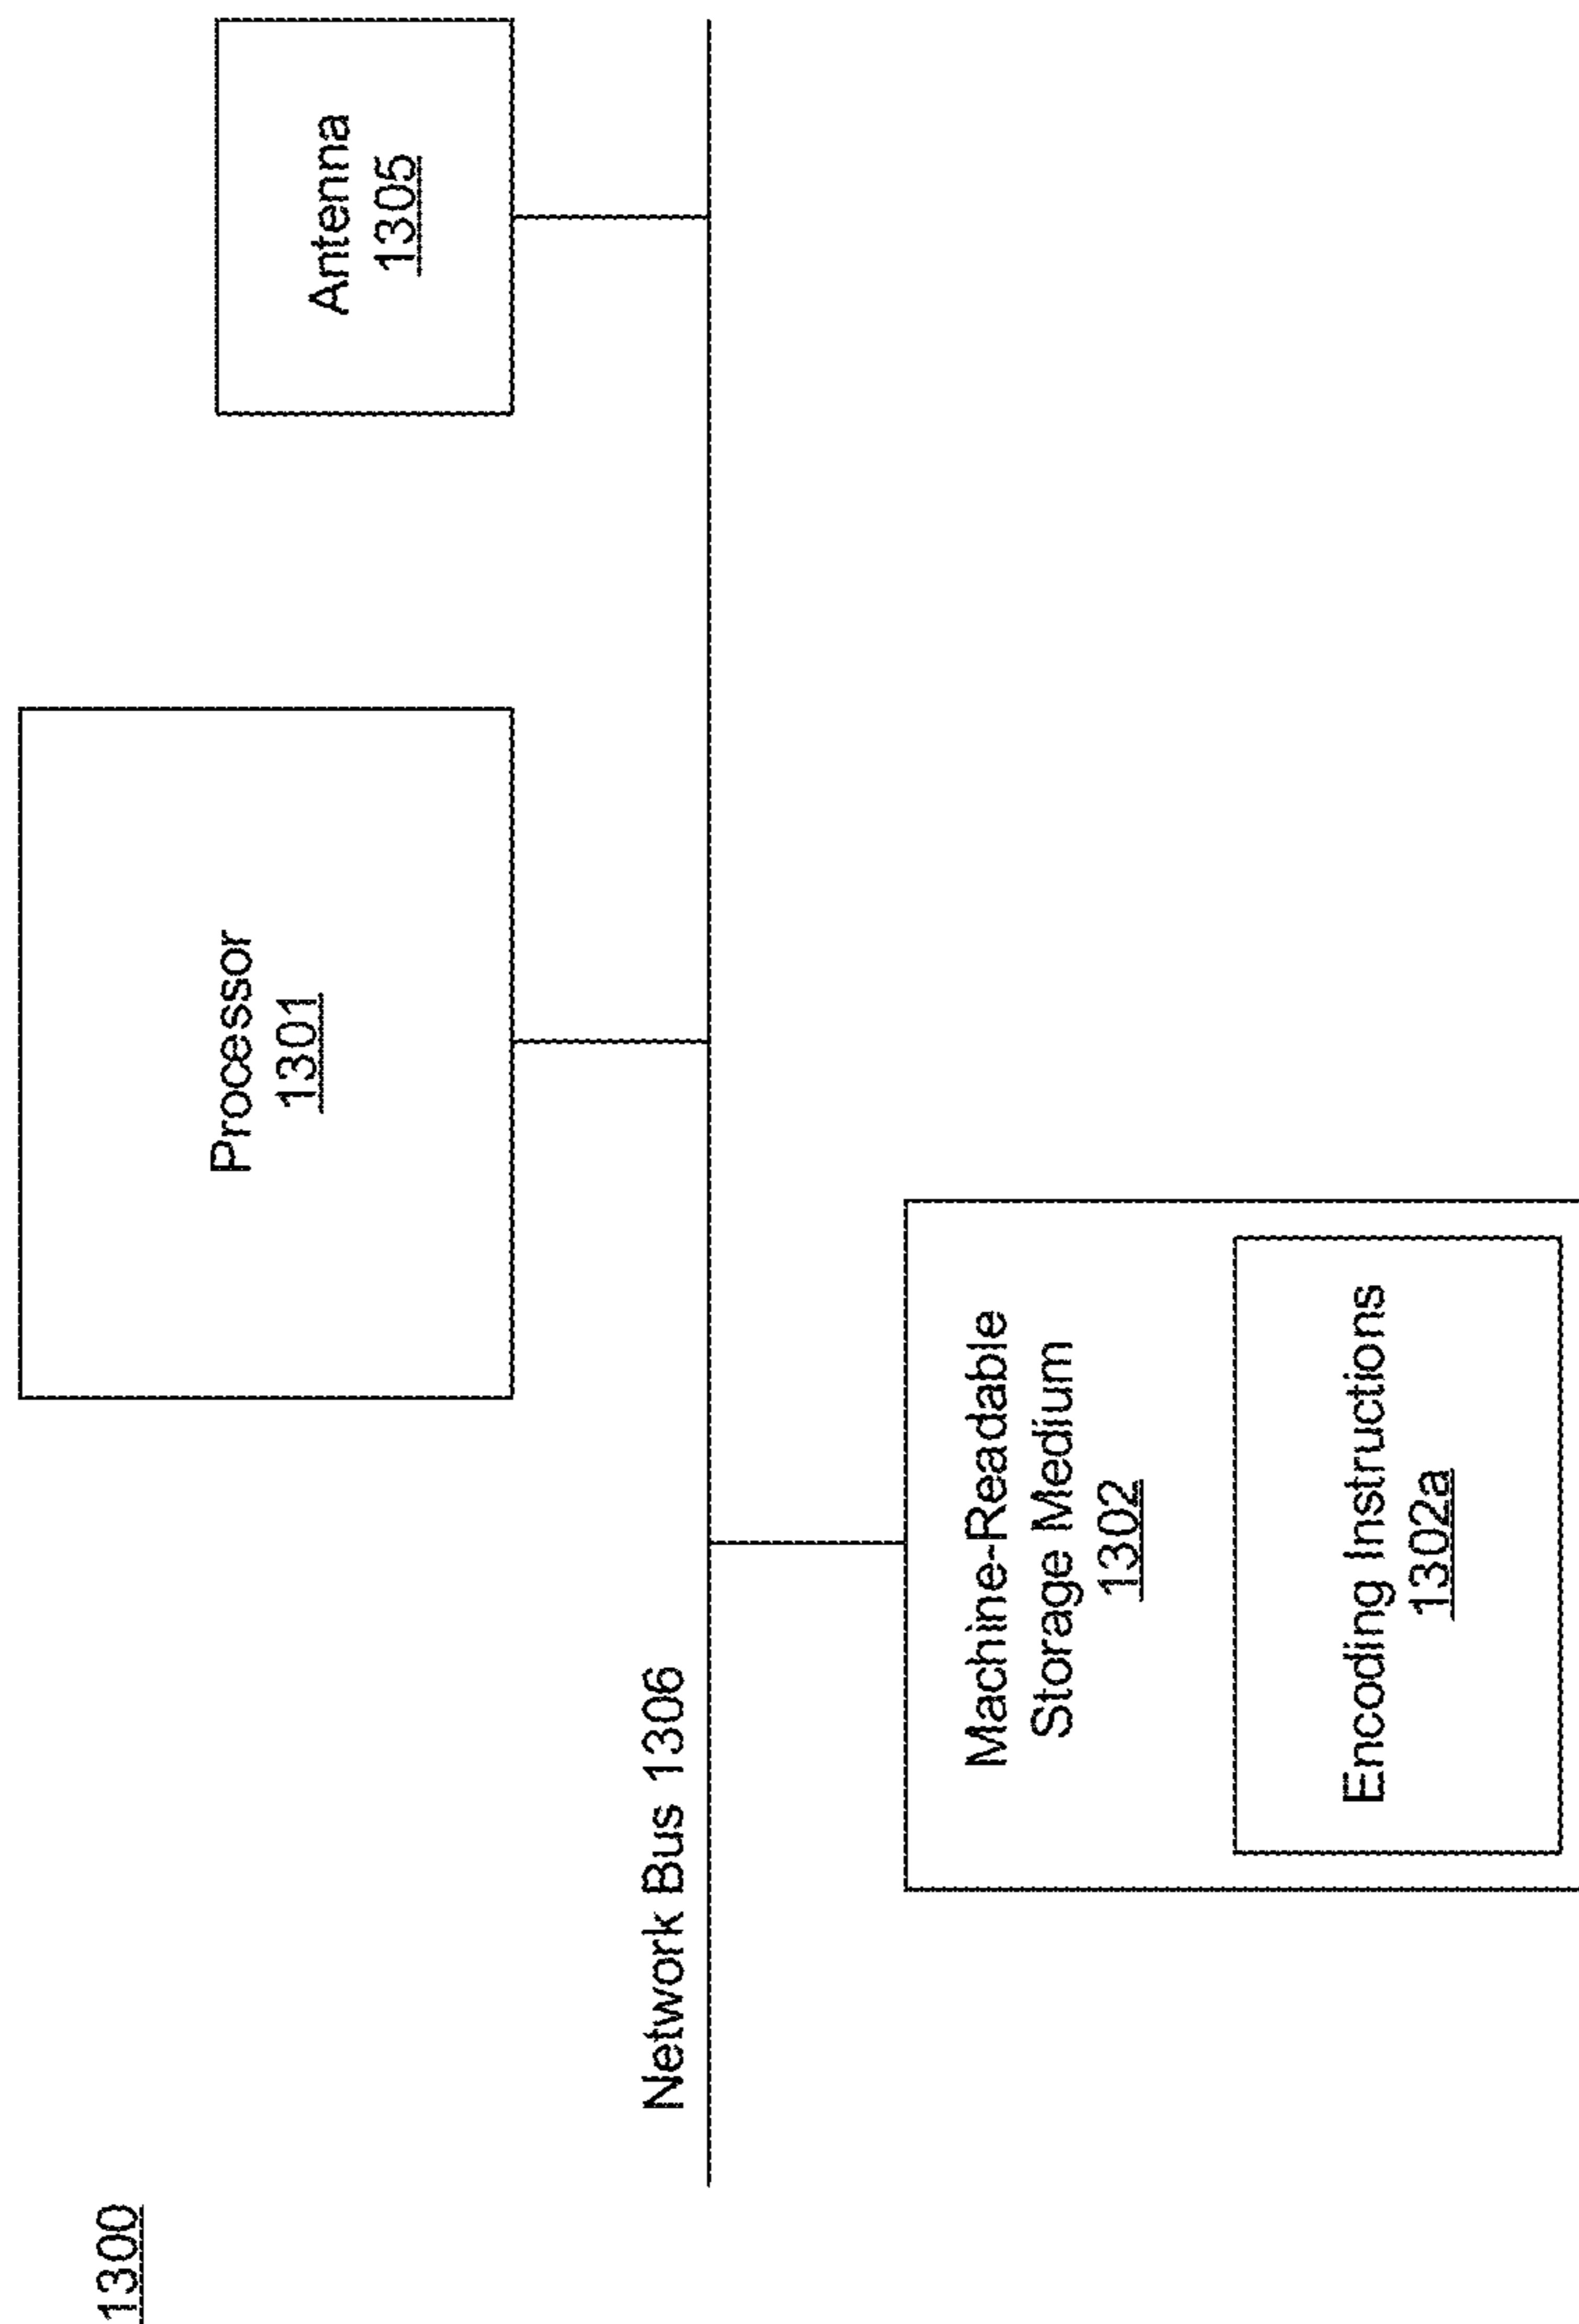 1300
Processor
1301
Antenna
1305
Network Bus 1306
Machine-Readable
Storage Medium
1302
Encoding Instructions
1302a